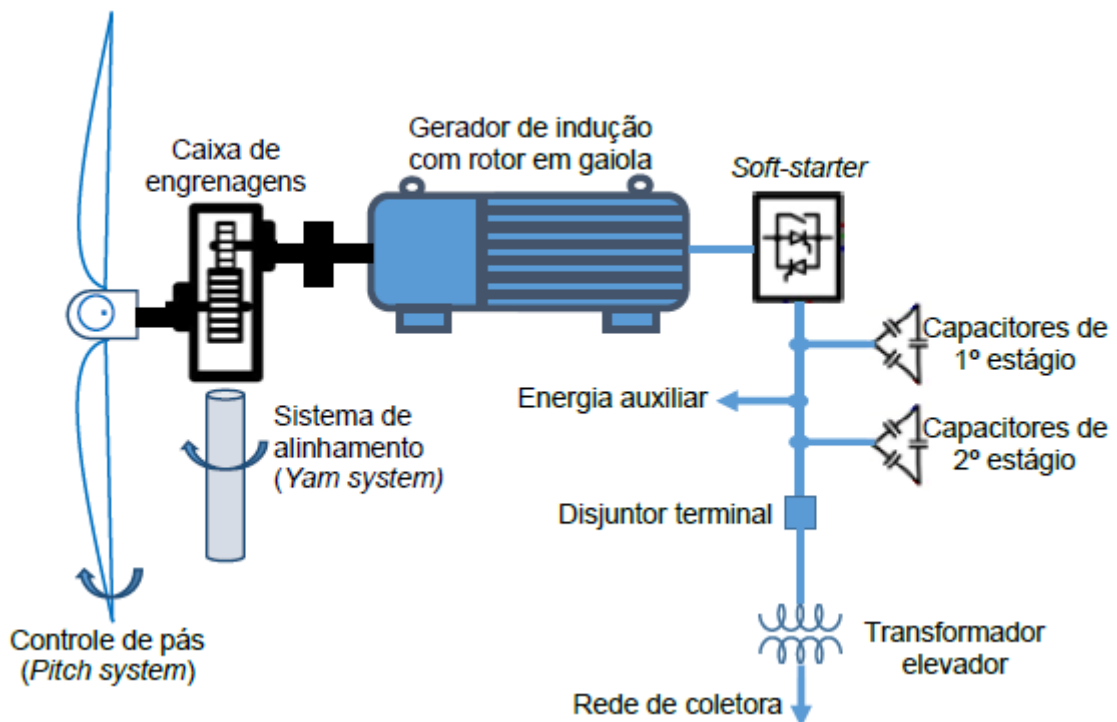 Caixa de
engrenagens
Gerador de indução
com rotor em gaiola
Soft-starter
Capacitores de
1º estágio
Energia auxiliar
Capacitores de
2º estágio
Sistema de
alinhamento
(Yam system)
Disjuntor terminal
Controle de pás
(Pitch system)
Transformador
elevador
Rede de coletora